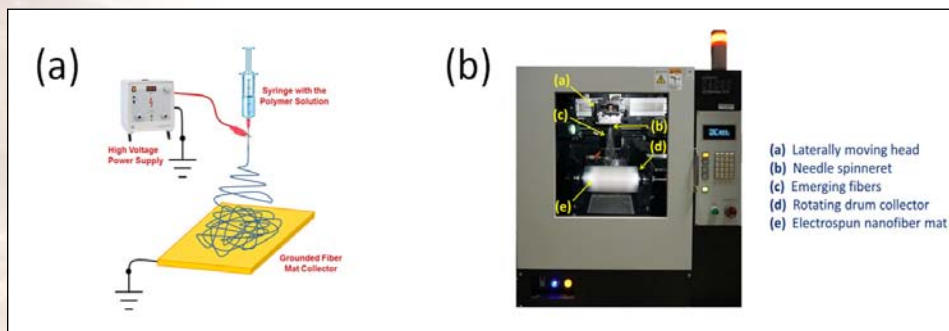 (a)
Syringe with the
Polymer Solution
High Voltage
Power Supply
Grounded Fiber
Mat Collector
(b)
(a)
(c)
(b)
(d)
(e)
(a) Laterally moving head
(b) Needle spinneret
(c) Emerging fibers
(d) Rotating drum collector
(e) Electrospun nanofiber mat